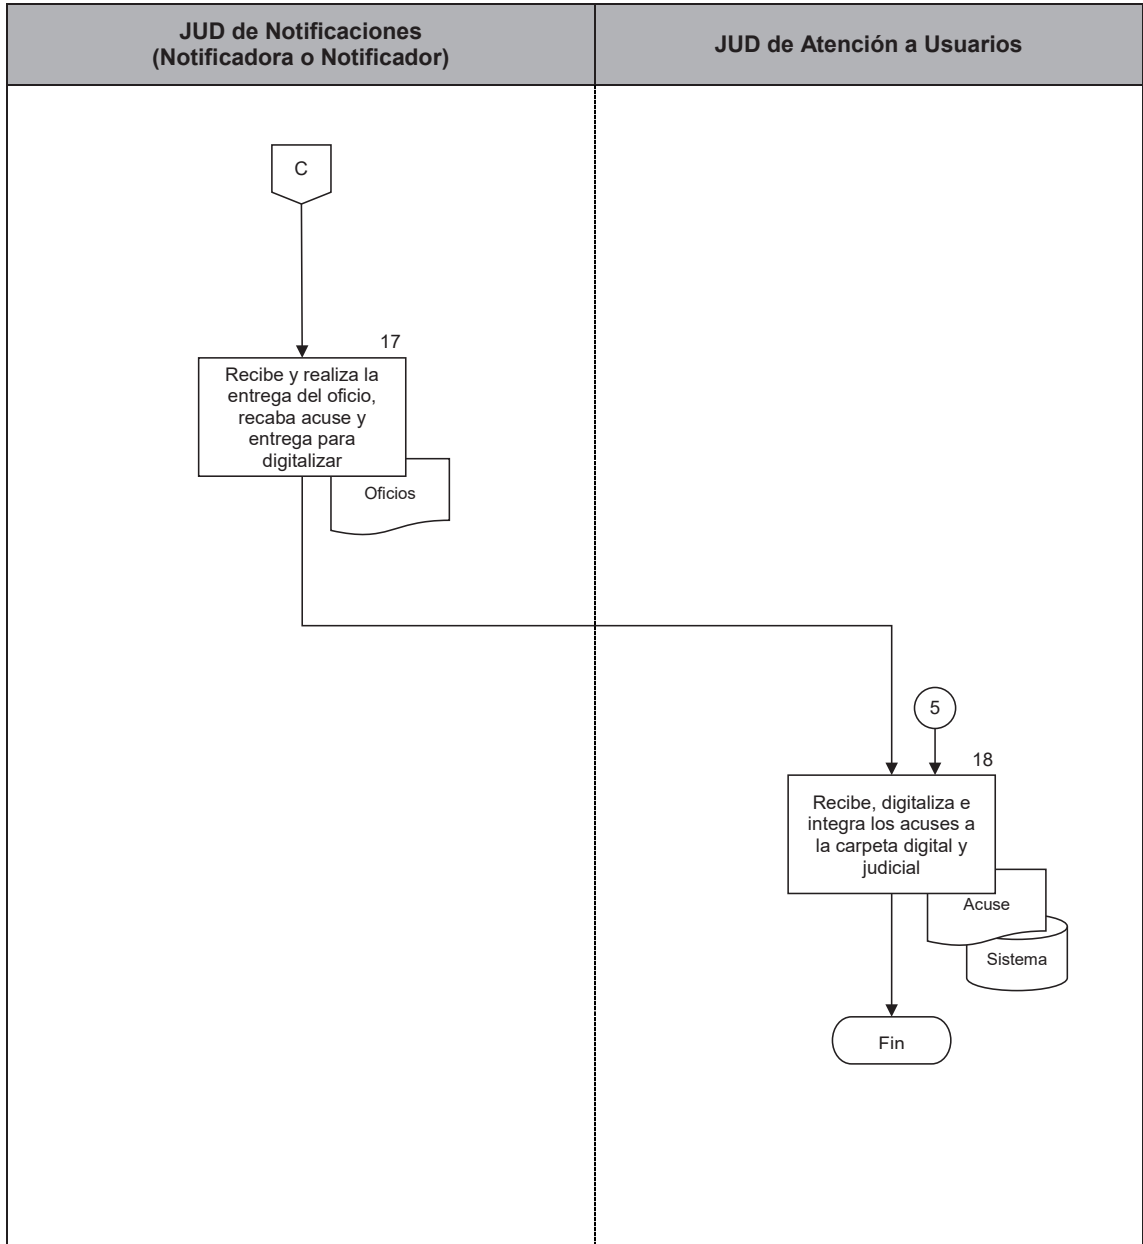 JUD de Notificaciones
(Notificadora o Notificador)
JUD de Atención a Usuarios
C
17
Recibe y realiza la
entrega del oficio,
recaba acuse y
entrega para
digitalizar
Oficios
5
18
Recibe, digitaliza e
integra los acuses a
la carpeta digital y
judicial
Acuse
Sistema
Fin